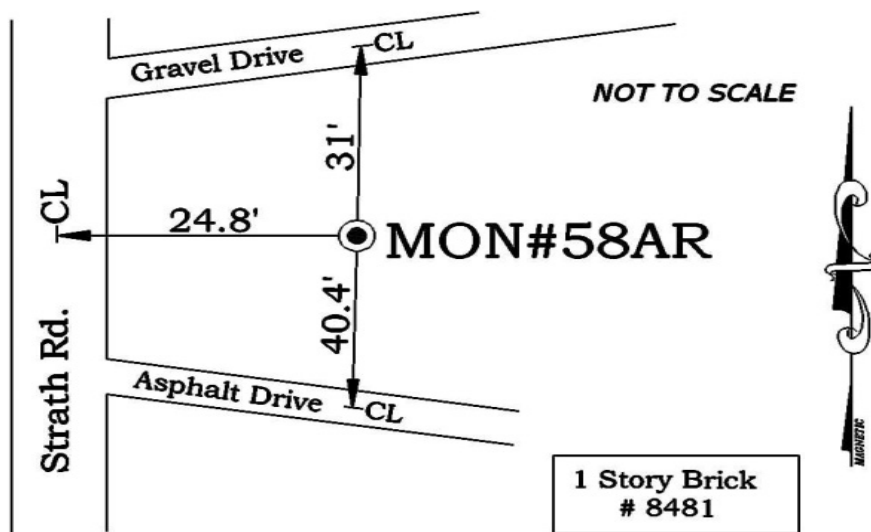 CL
Gravel Drive
NOT TO SCALE
31'
CL
24.8'
MON#58AR
40.4'
Strath Rd.
Asphalt Drive
CL
MAGNETIC
1 Story Brick
# 8481